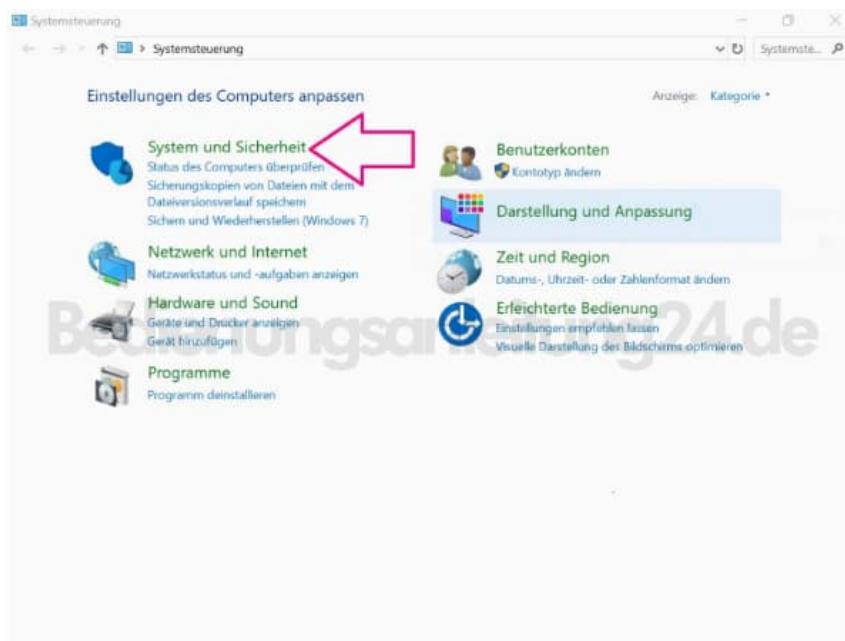 Systemsteuerung
Systemsteuerung
Systemste...
Einstellungen des Computers anpassen
Anzeige: Kategorie
System und Sicherheit
Status des Computers überprüfen
Sicherungskopien von Dateien mit dem
Dateiversionsverlauf speichern
Sichern und Wiederherstellen (Windows 7)
Netzwerk und Internet
Netzwerkstatus und -aufgaben anzeigen
Hardware und Sound
Geräte und Drucker anzeigen
Gerät hinzufügen
Programme
Programm deinstallieren
Benutzerkonten
Kontotyp ändern
Darstellung und Anpassung
Zeit und Region
Datums-, Uhrzeit- oder Zahlenformat ändern
Erleichterte Bedienung
Einstellungen empfehlen lassen
Visuelle Darstellung des Bildschirms optimieren
Bedienungsanleitung24.de